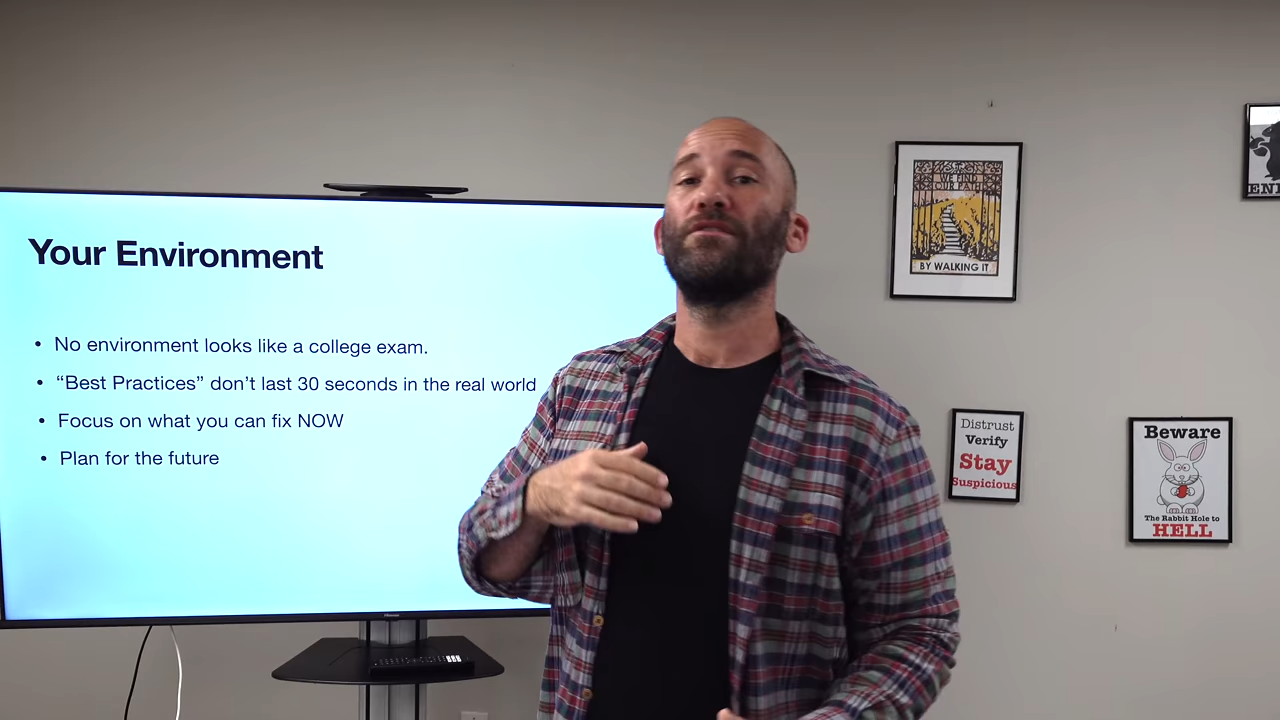 Your Environment
• No environment looks like a college exam.
• “Best Practices” don’t last 30 seconds in the real world
• Focus on what you can fix NOW
• Plan for the future
WE FIND
OUR PATH
BY WALKING IT
Distrust
Verify
Stay
Suspicious
Beware
The Rabbit Hole to
HELL